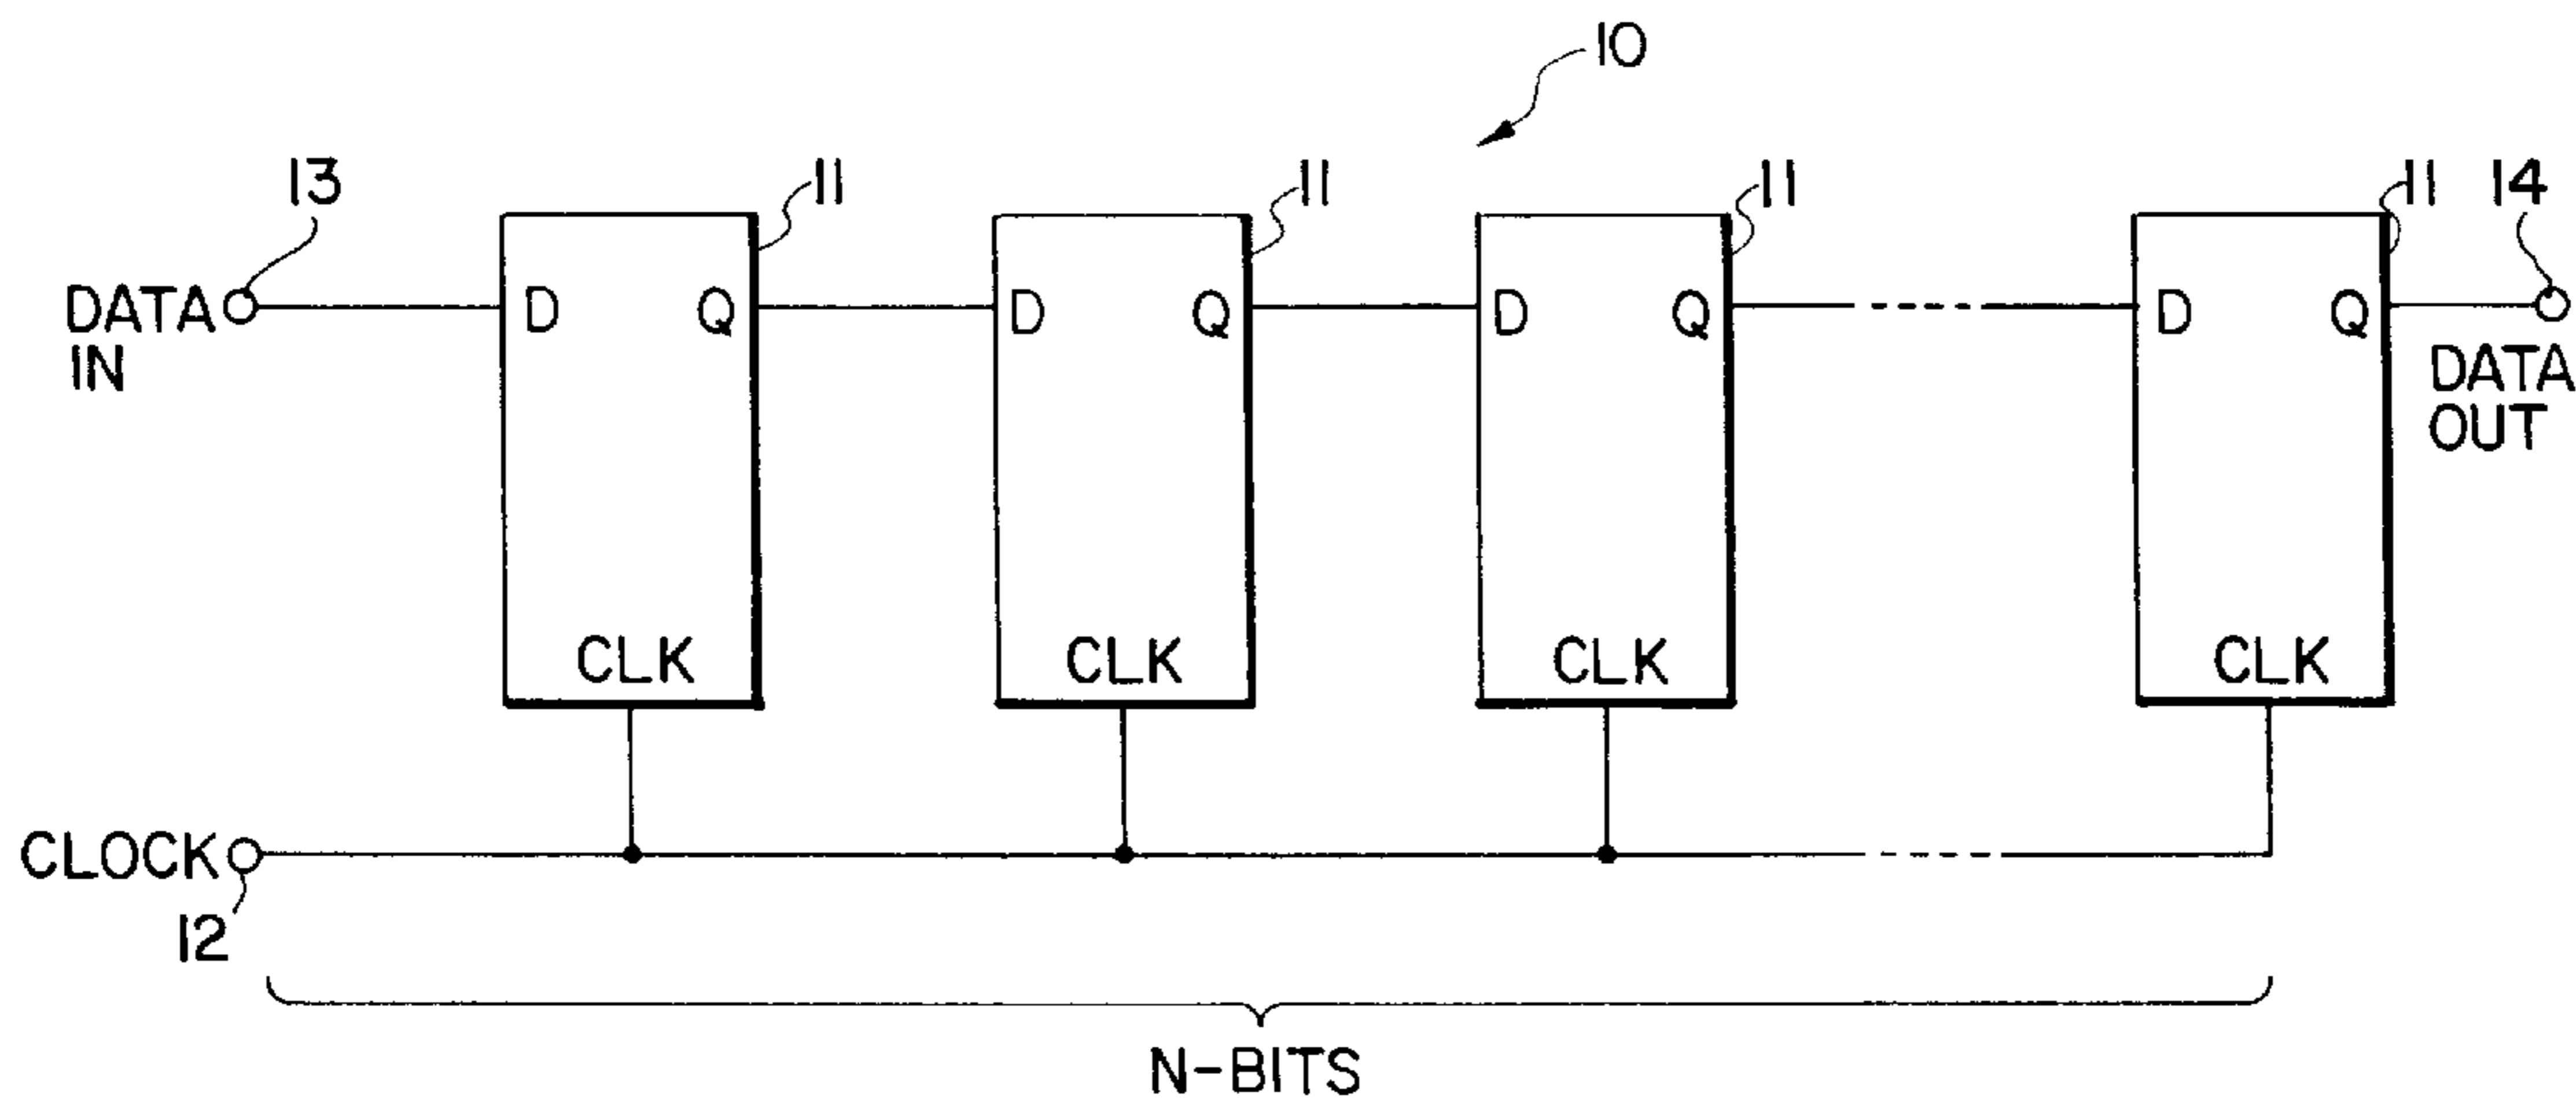 10
13
11
11
11
11
14
DATA
IN
D
Q
D
Q
D
Q
D
Q
DATA
OUT
CLK
CLK
CLK
CLK
CLOCK
12
N-BITS